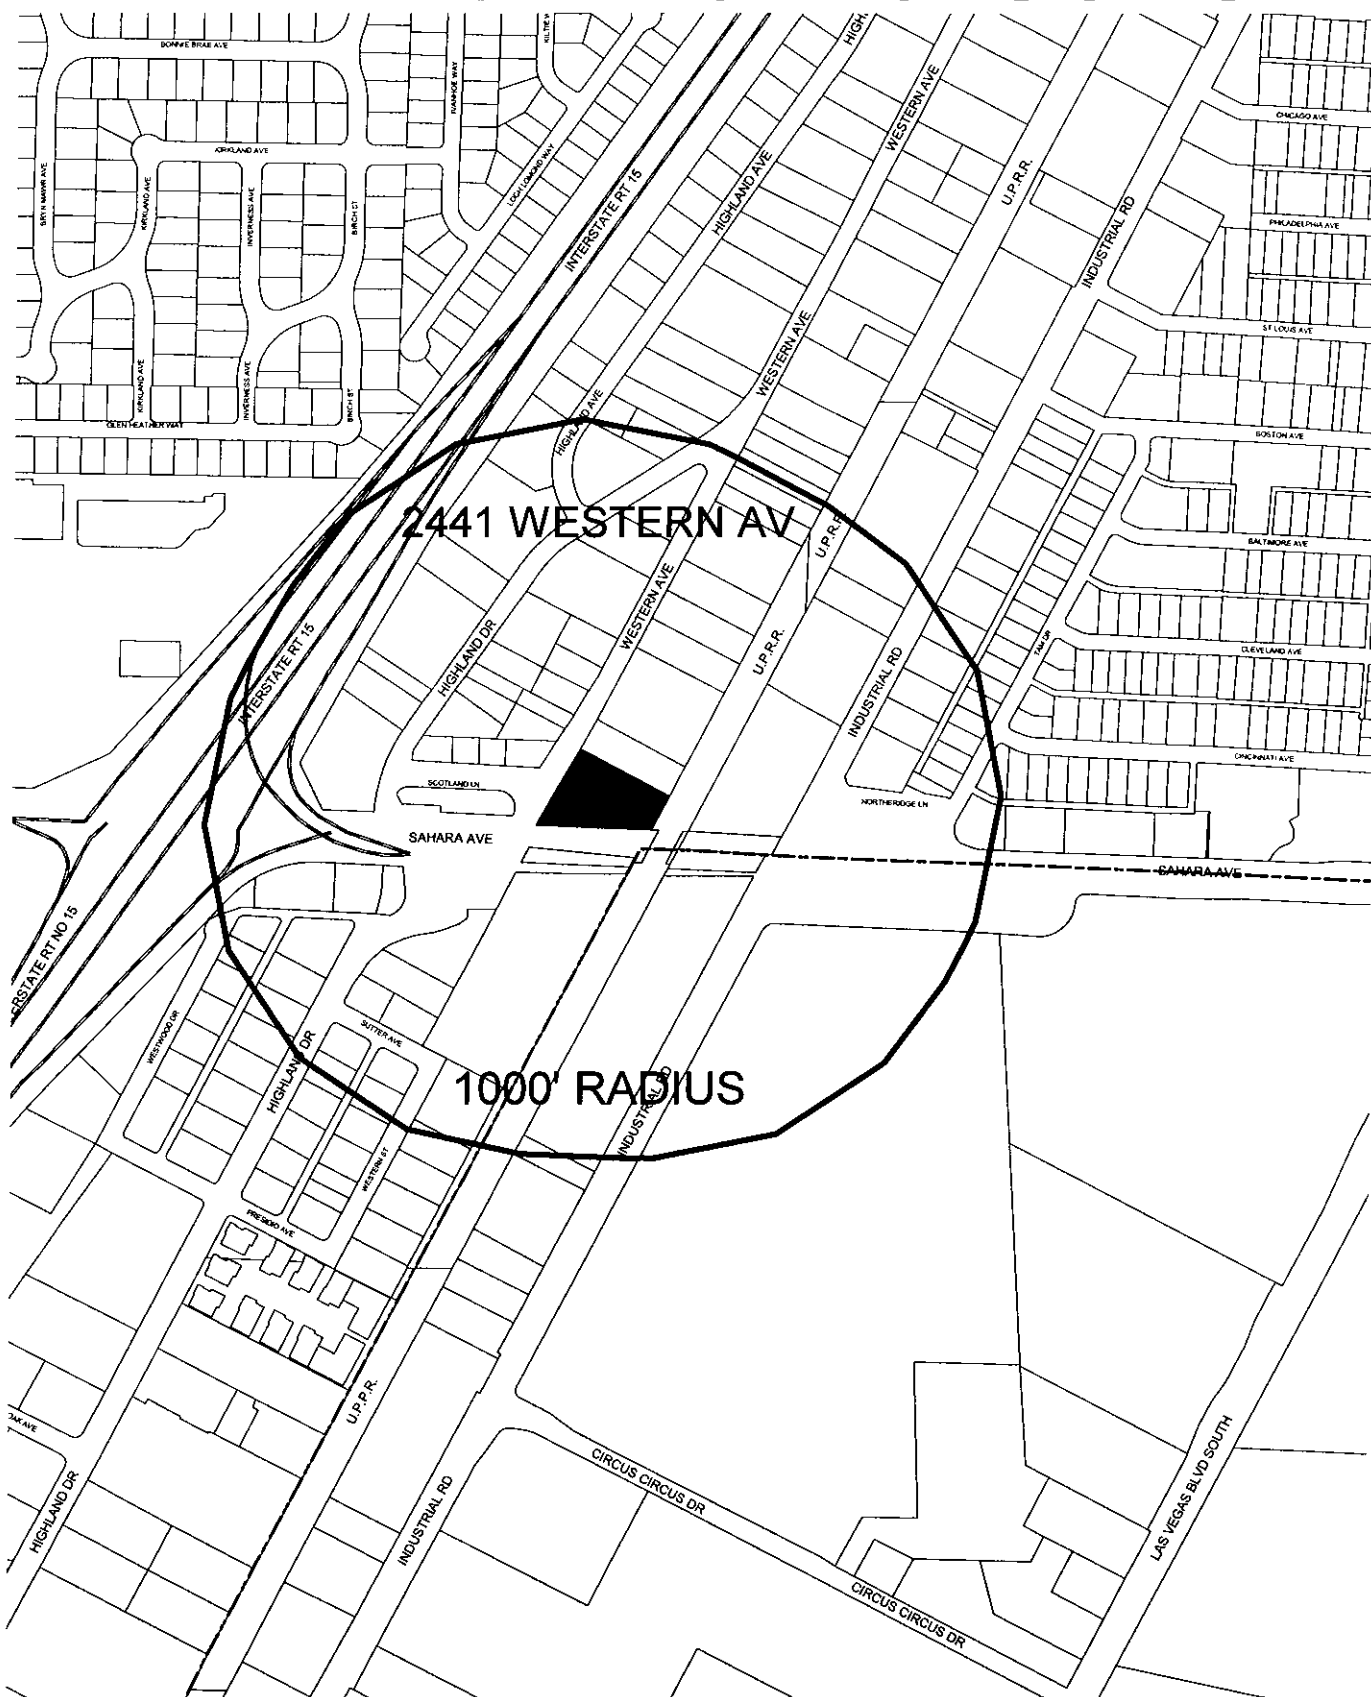 BONNIE BRAE AVE
IVANHOE WAY
HIGHLAND AVE
WESTERN AVE
CHICAGO AVE
KIRKLAND AVE
LOCH LOMOND WAY
INTERSTATE RT 15
U.P.R.R.
INDUSTRIAL RD
BRYN MAWR AVE
KIRKLAND AVE
INVERNESS AVE
BIRCH ST
PHILADELPHIA AVE
ST LOUIS AVE
WESTERN AVE
KIRKLAND AVE
INVERNESS AVE
BIRCH ST
GLEN HEATHER WAY
HIGHLAND AVE
BOSTON AVE
2441 WESTERN AV
U.P.R.R.
BALTIMORE AVE
WESTERN AVE
HIGHLAND DR
U.P.R.R.
INDUSTRIAL RD
TAM DR
CLEVELAND AVE
INTERSTATE RT 15
CINCINNATI AVE
SCOTLAND LN
NORTHBRIDGE LN
SAHARA AVE
SAHARA AVE
ERSTATE RT NO 15
WESTWOOD DR
HIGHLAND DR
SUTTER AVE
1000' RADIUS
INDUSTRIAL RD
WESTERN ST
PRESIDIO AVE
U.P.R.R.
OAK AVE
HIGHLAND DR
INDUSTRIAL RD
CIRCUS CIRCUS DR
LAS VEGAS BLVD SOUTH
CIRCUS CIRCUS DR